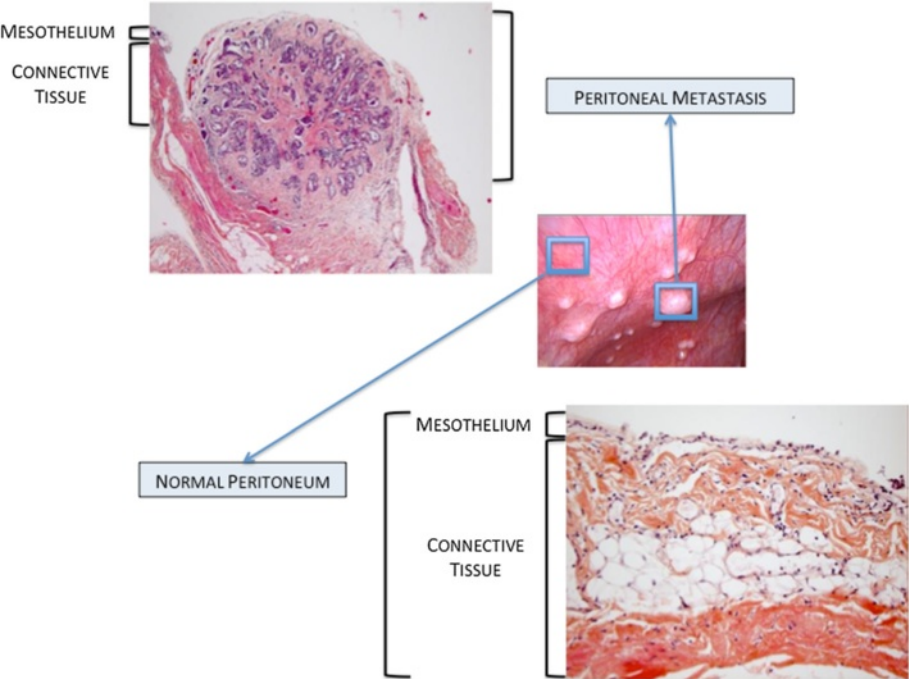 MESOTHELIUM
CONNECTIVE
TISSUE
PERITONEAL METASTASIS
NORMAL PERITONEUM
MESOTHELIUM
CONNECTIVE
TISSUE